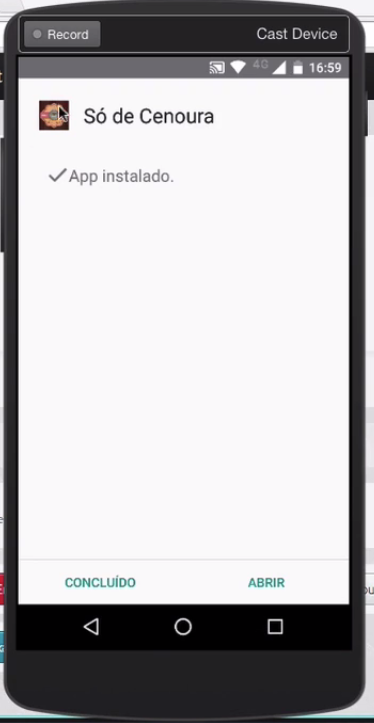 Record
Cast Device
4G
16:59
Só de Cenoura
App instalado.
CONCLUÍDO
ABRIR